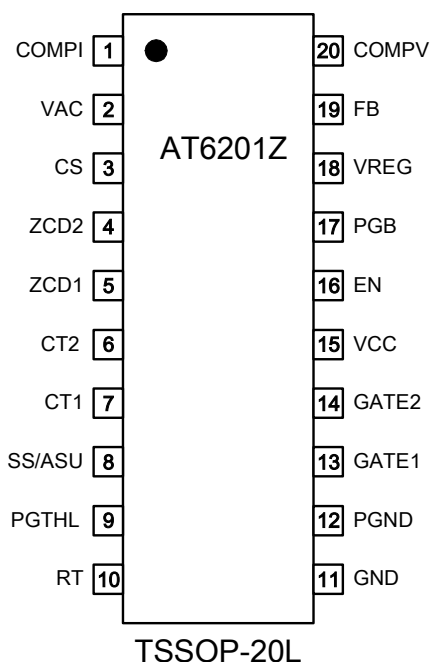 COMPI 1 20 COMPV
VAC 2 19 FB
AT6201Z
CS 3 18 VREG
ZCD2 4 17 PGB
ZCD1 5 16 EN
CT2 6 15 VCC
CT1 7 14 GATE2
SS/ASU 8 13 GATE1
PGTHL 9 12 PGND
RT 10 11 GND
TSSOP-20L